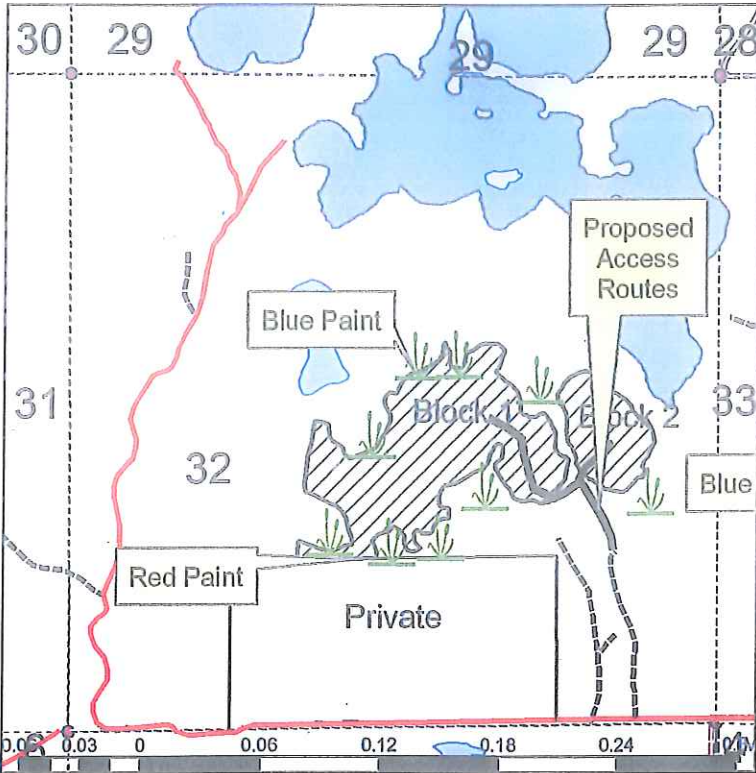 30
29
29
29
28
Proposed
Access
Routes
Blue Paint
31
Block 1
Block 2
33
32
Blue
Red Paint
Private
0.03
0
0.06
0.12
0.18
0.24